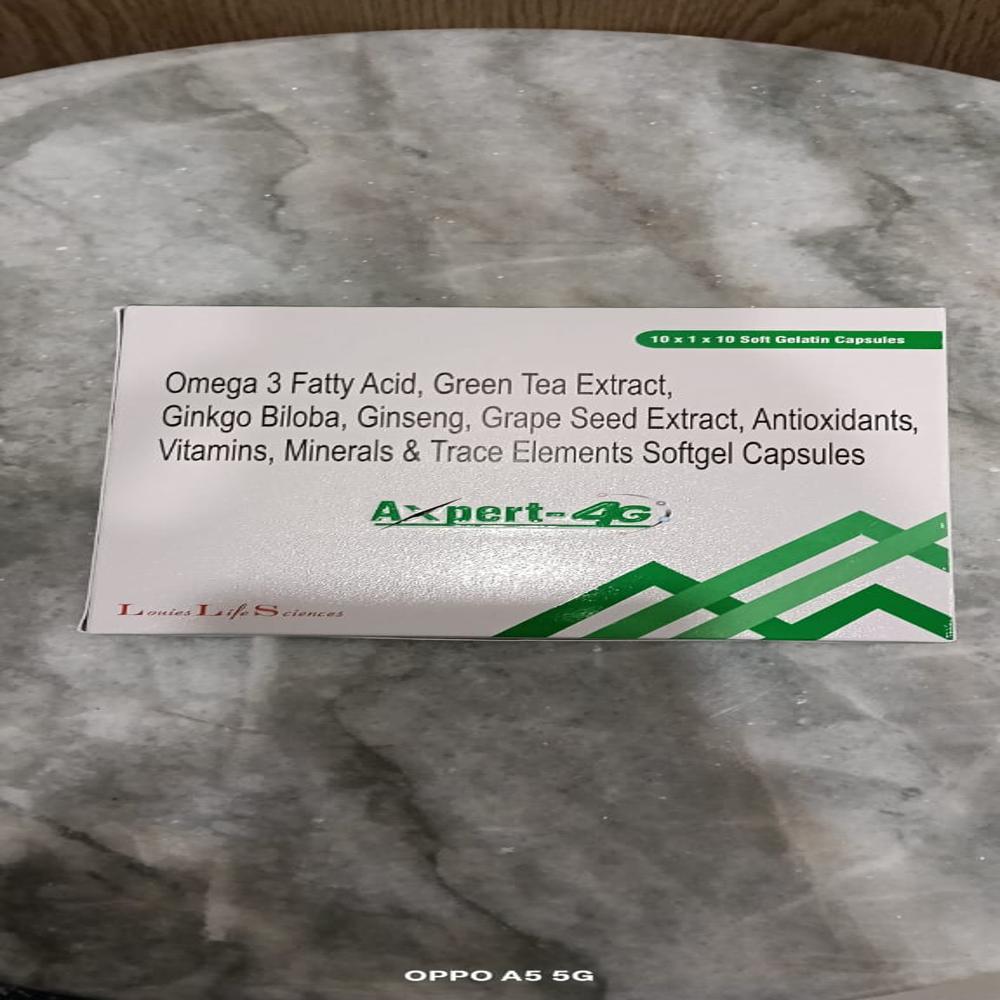 10 x 1 x 10 Soft Gelatin Capsules
Omega 3 Fatty Acid, Green Tea Extract,
Ginkgo Biloba, Ginseng, Grape Seed Extract, Antioxidants,
Vitamins, Minerals & Trace Elements Softgel Capsules
Axpert-4G
Louies Life Sciences
OPPO A5 5G